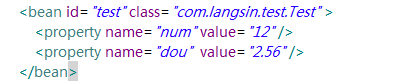 <bean id="test" class="com.langsin.test.Test" >
<property name="num" value="12" />
<property name="dou"  value="2.56" />
</bean>